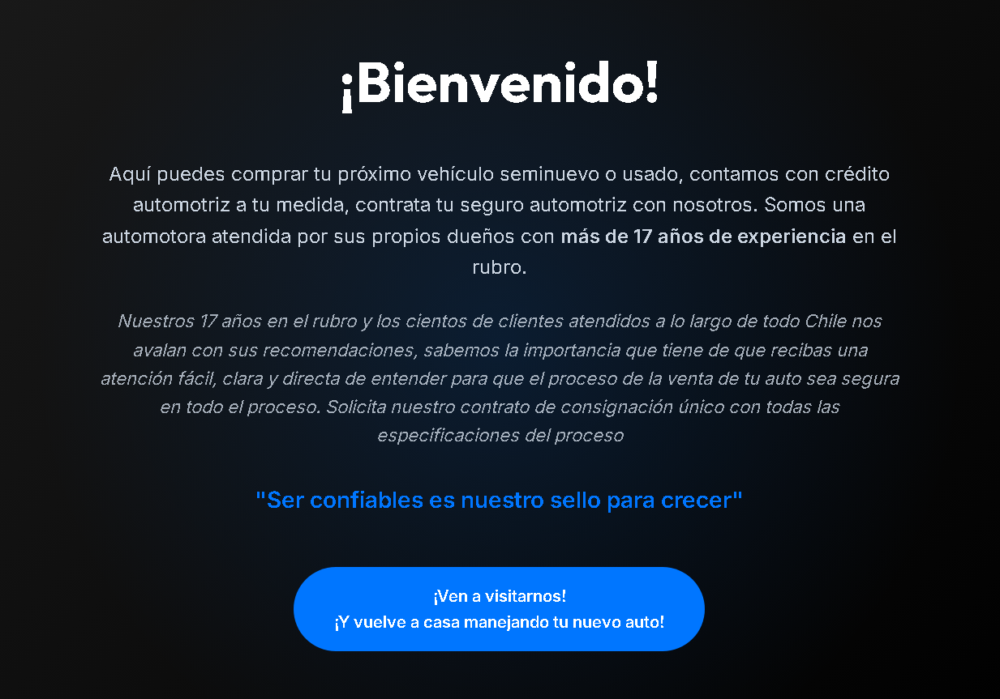 ¡Bienvenido!
Aquí puedes comprar tu próximo vehículo seminuevo o usado, contamos con crédito
automotriz a tu medida, contrata tu seguro automotriz con nosotros. Somos una
automotora atendida por sus propios dueños con más de 17 años de experiencia en el
rubro.
Nuestros 17 años en el rubro y los cientos de clientes atendidos a lo largo de todo Chile nos
avalan con sus recomendaciones, sabemos la importancia que tiene de que recibas una
atención fácil, clara y directa de entender para que el proceso de la venta de tu auto sea segura
en todo el proceso. Solicita nuestro contrato de consignación único con todas las
especificaciones del proceso
"Ser confiables es nuestro sello para crecer"
¡Ven a visitarnos!
¡Y vuelve a casa manejando tu nuevo auto!